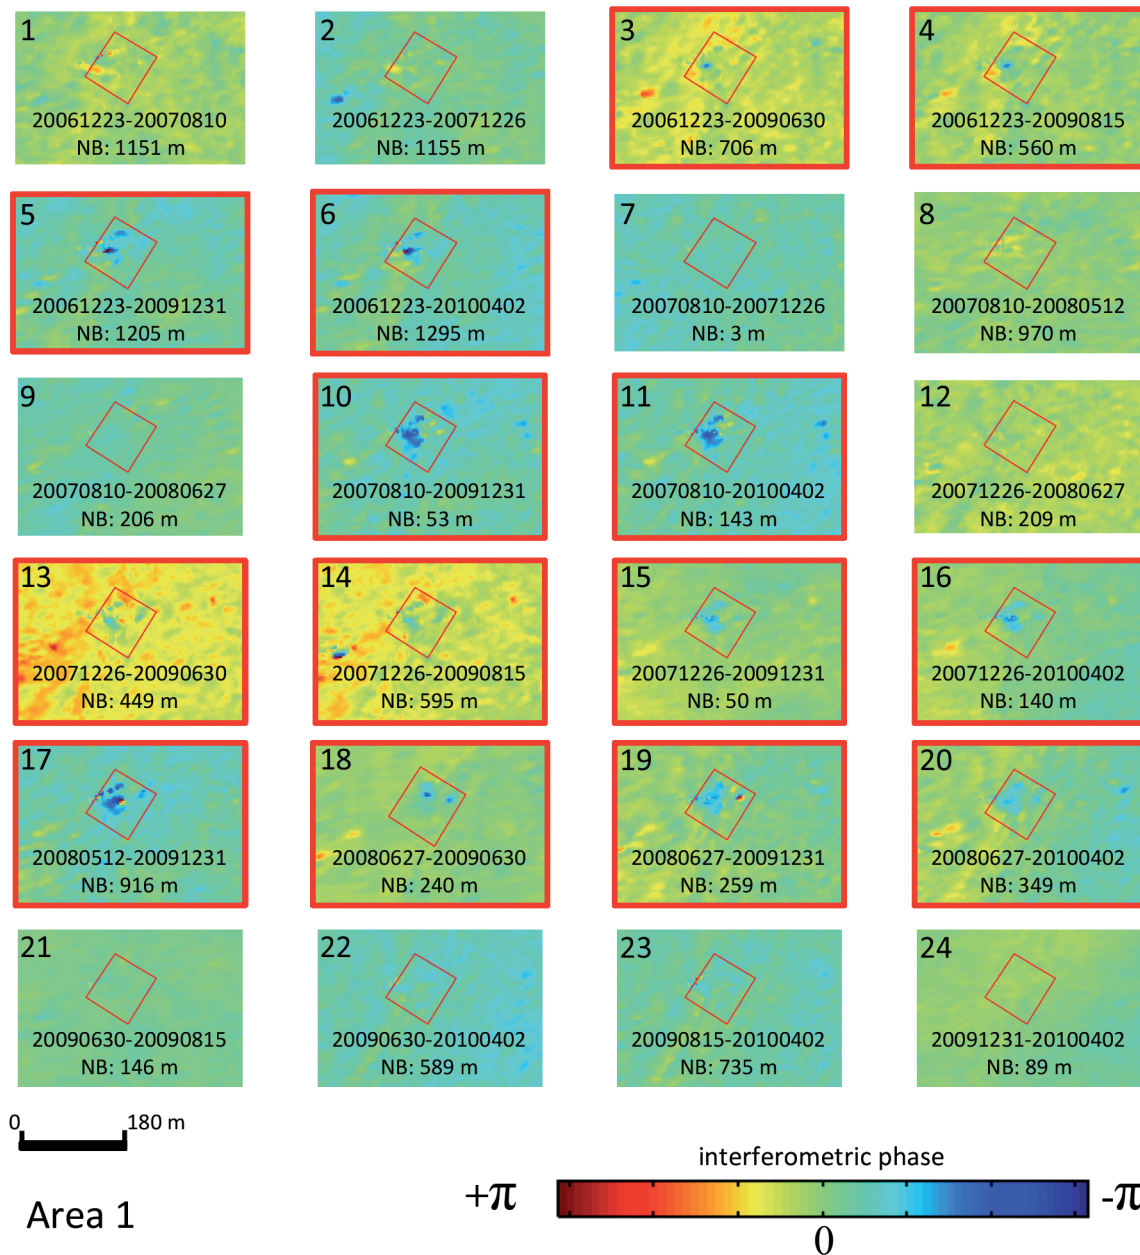 1 2 3 4
20061223-20070810 20061223-20071226 20061223-20090630 20061223-20090815
NB: 1151 m NB: 1155 m NB: 706 m NB: 560 m
5 6 7 8
20061223-20091231 20061223-20100402 20070810-20071226 20070810-20080512
NB: 1205 m NB: 1295 m NB: 3 m NB: 970 m
9 10 11 12
20070810-20080627 20070810-20091231 20070810-20100402 20071226-20080627
NB: 206 m NB: 53 m NB: 143 m NB: 209 m
13 14 15 16
20071226-20090630 20071226-20090815 20071226-20091231 20071226-20100402
NB: 449 m NB: 595 m NB: 50 m NB: 140 m
17 18 19 20
20080512-20091231 20080627-20090630 20080627-20091231 20080627-20100402
NB: 916 m NB: 240 m NB: 259 m NB: 349 m
21 22 23 24
20090630-20090815 20090630-20100402 20090815-20100402 20091231-20100402
NB: 146 m NB: 589 m NB: 735 m NB: 89 m
0 180 m
interferometric phase
+π -π
0
Area 1